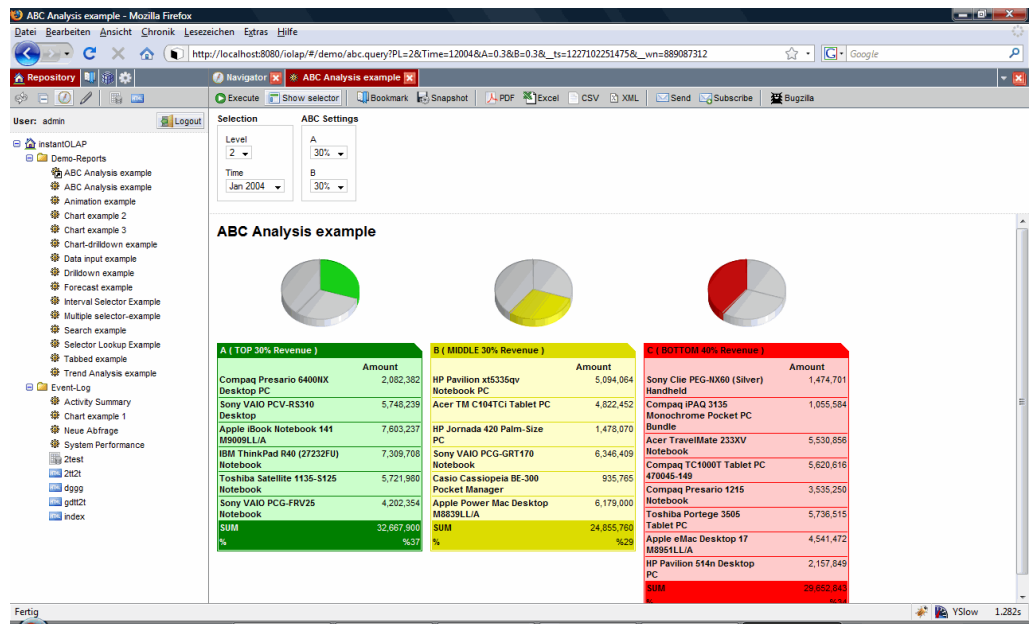 ABC Analysis example - Mozilla Firefox
Datei Bearbeiten Ansicht Chronik Lesezeichen Extras Hilfe
http://localhost:8080/iolap/#/demo/abc.query?PL=2&Time=12004&A=0.3&B=0.3&_ts=1227102251475&_wn=889087312
G Google
Repository
Navigator ABC Analysis example
Execute Show selector Bookmark Snapshot PDF Excel CSV XML Send Subscribe Bugzilla
User: admin Logout
instantOLAP
Demo-Reports
ABC Analysis example
ABC Analysis example
Animation example
Chart example 2
Chart example 3
Chart-drilldown example
Data input example
Drilldown example
Forecast example
Interval Selector Example
Multiple selector-example
Search example
Selector Lookup Example
Tabbed example
Trend Analysis example
Event-Log
Activity Summary
Chart example 1
Neue Abfrage
System Performance
2test
2tt2t
dggg
gdtt2t
index
Selection ABC Settings
Level A
2 30%
Time B
Jan 2004 30%
ABC Analysis example
A ( TOP 30% Revenue )
Amount
Compaq Presario 6400NX 2,082,382
Desktop PC
Sony VAIO PCV-RS310 5,748,239
Desktop
Apple iBook Notebook 141 7,603,237
M9009LL/A
IBM ThinkPad R40 (27232FU) 7,309,708
Notebook
Toshiba Satellite 1135-S125 5,721,980
Notebook
Sony VAIO PCG-FRV25 4,202,354
Notebook
SUM 32,667,900
% %37
B ( MIDDLE 30% Revenue )
Amount
HP Pavilion xt5335qv 5,094,064
Notebook PC
Acer TM C104TCi Tablet PC 4,822,452
HP Jornada 420 Palm-Size 1,478,070
PC
Sony VAIO PCG-GRT170 6,346,409
Notebook
Casio Cassiopeia BE-300 935,765
Pocket Manager
Apple Power Mac Desktop 6,179,000
M8839LL/A
SUM 24,855,760
% %29
C ( BOTTOM 40% Revenue )
Amount
Sony Clie PEG-NX60 (Silver) 1,474,701
Handheld
Compaq iPAQ 3135 1,055,584
Monochrome Pocket PC
Bundle
Acer TravelMate 233XV 5,530,856
Notebook
Compaq TC1000T Tablet PC 5,620,616
470045-149
Compaq Presario 1215 3,535,250
Notebook
Toshiba Portege 3505 5,736,515
Tablet PC
Apple eMac Desktop 17 4,541,472
M8951LL/A
HP Pavilion 514n Desktop 2,157,849
PC
SUM 29,652,843
Fertig YSlow 1.282s